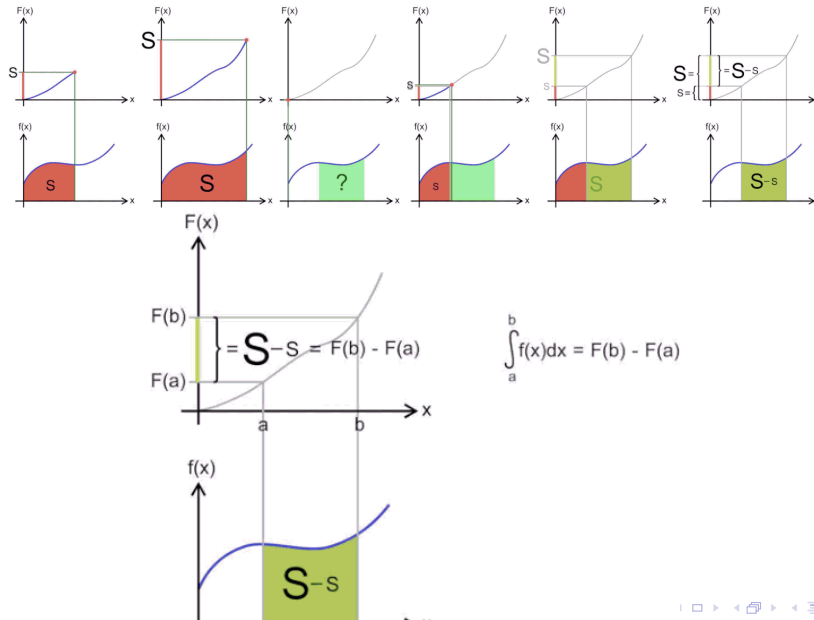 F(x) F(x) F(x) F(x) F(x) F(x)
S S s S s S = = S-s s =
x x x x x x
f(x) f(x) f(x) f(x) f(x) f(x)
s S ? s S S-s
x x x x x x
F(x)
F(b) = S-s = F(b) - F(a)
F(a)
a b x
b
∫f(x)dx = F(b) - F(a)
a
f(x)
S-s